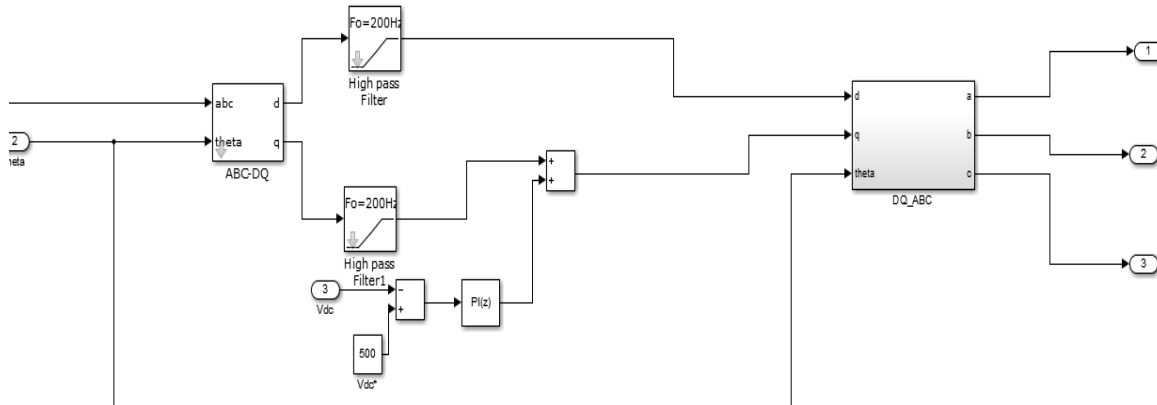 Fo=200Hz
High pass
Filter
1
abc
d
2
theta
q
heta
ABC-DQ
d
a
q
b
2
theta
c
DQ_ABC
+
+
Fo=200Hz
High pass
Filter1
3
3
Vdc
−
+
PI(z)
500
Vdc*